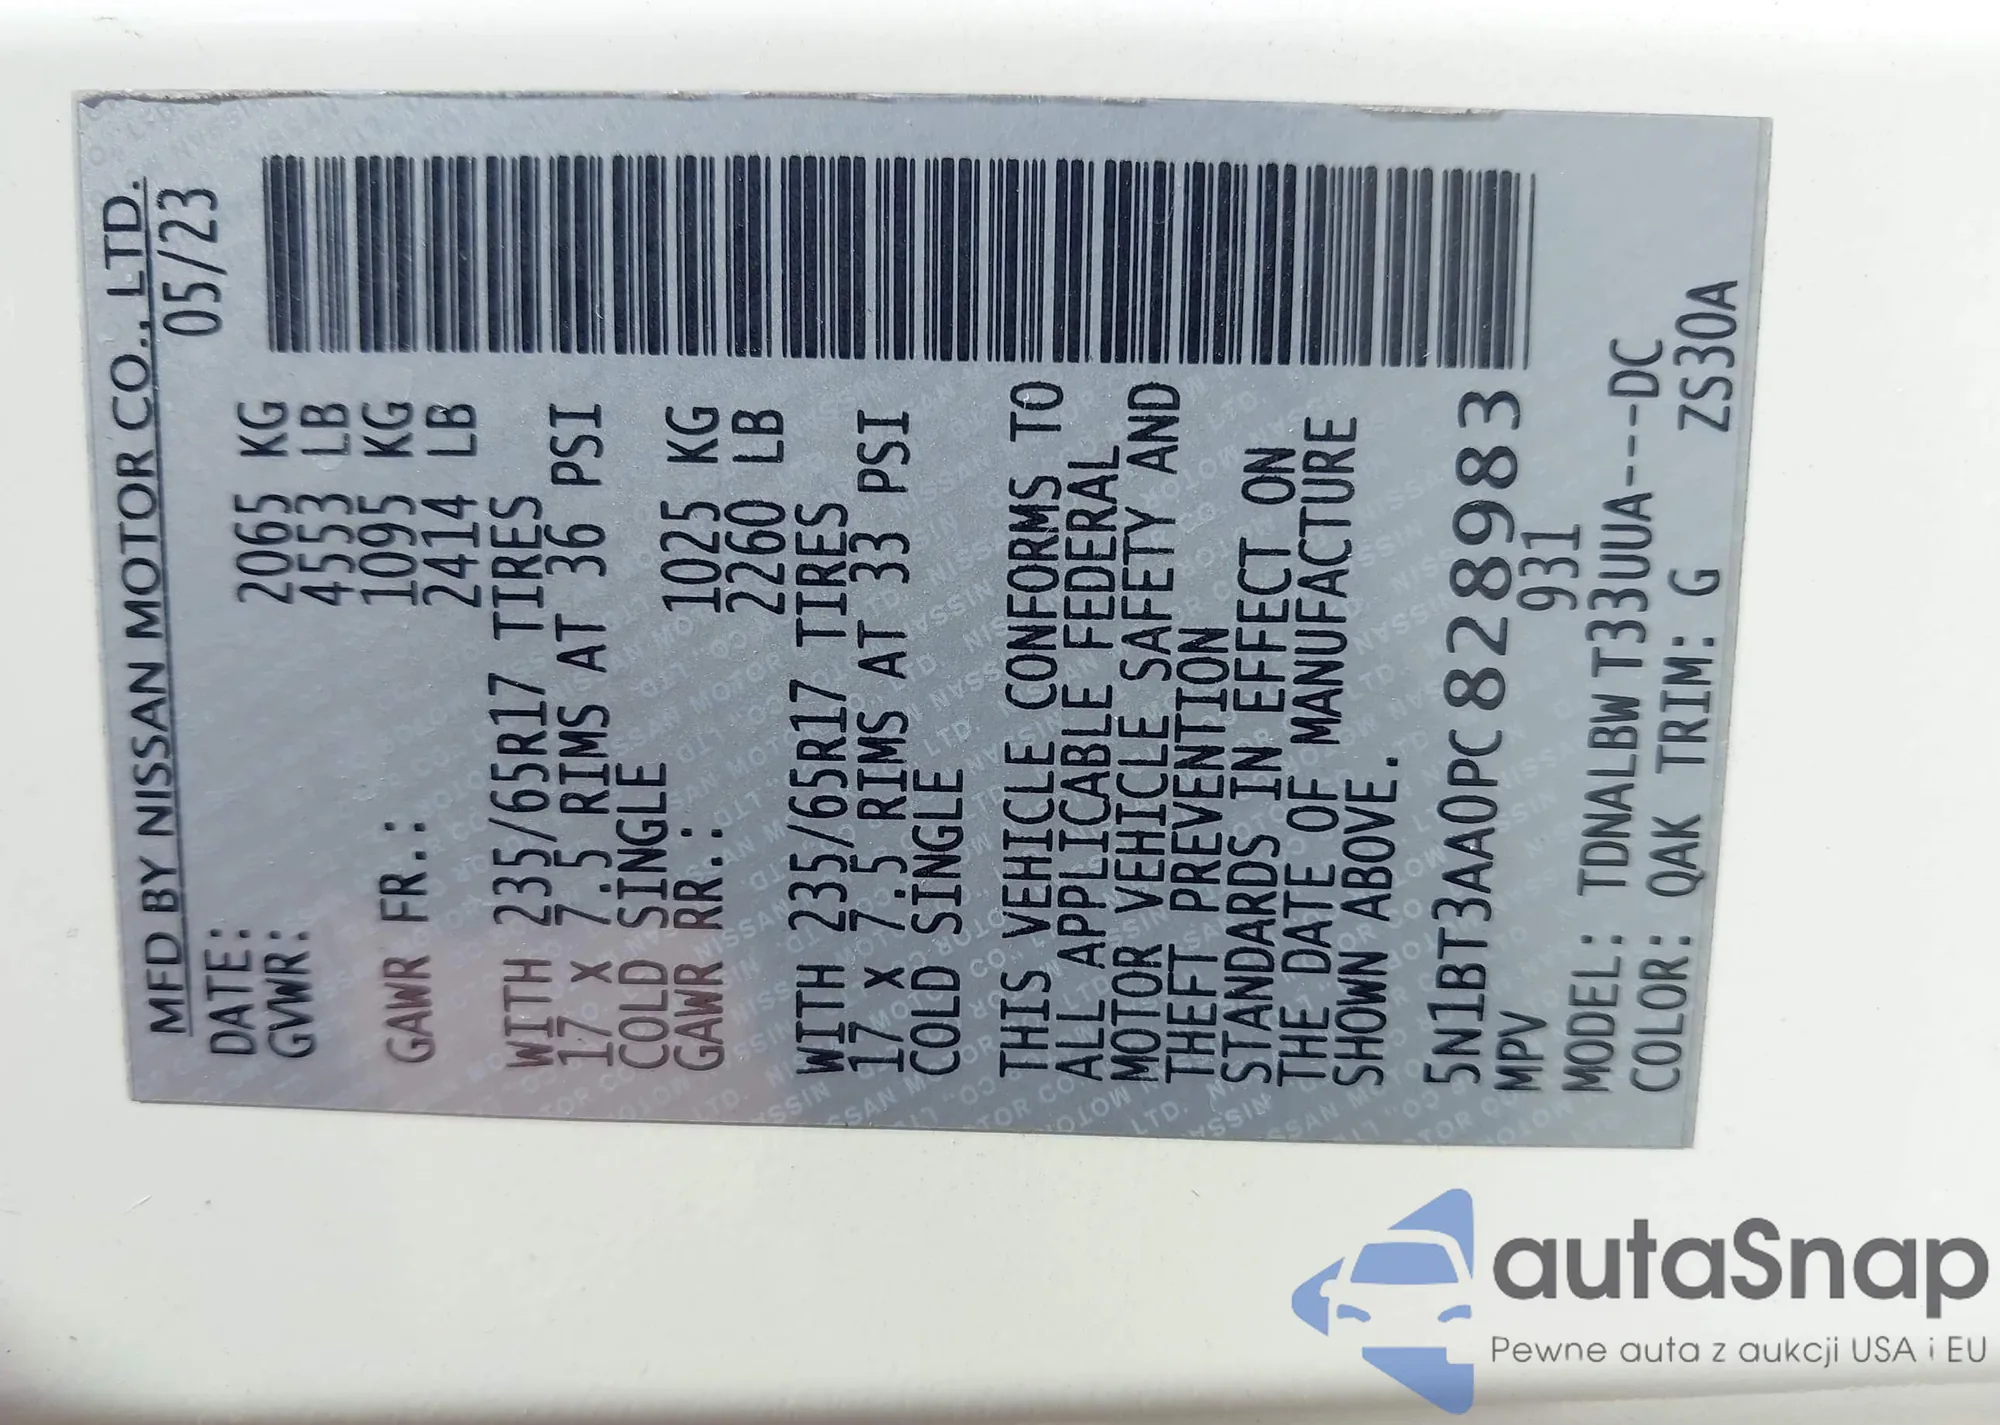 MFD BY NISSAN MOTOR CO., LTD.
DATE: 05/23
GVWR: 2065 KG
4553 LB
GAWR FR.: 1095 KG
2414 LB
WITH 235/65R17 TIRES
17 x 7.5 RIMS AT 36 PSI
COLD SINGLE
GAWR RR.: 1025 KG
2260 LB
WITH 235/65R17 TIRES
17 x 7.5 RIMS AT 33 PSI
COLD SINGLE
THIS VEHICLE CONFORMS TO
ALL APPLICABLE FEDERAL
MOTOR VEHICLE SAFETY AND
THEFT PREVENTION
STANDARDS IN EFFECT ON
THE DATE OF MANUFACTURE
SHOWN ABOVE.
5N1BT3AA0PC828983
MPV 931
MODEL: TDNALBW T33UUA---DC
COLOR: QAK TRIM: G ZS30A
autaSnap
Pewne auta z aukcji USA i EU